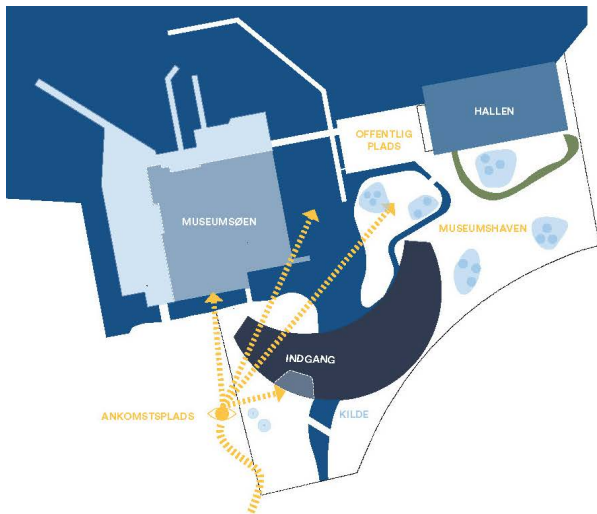 HALLEN
OFFENTLIG
PLADS
MUSEUMSØEN
MUSEUMSHAVEN
INDGANG
ANKOMSTSPLADS
KILDE